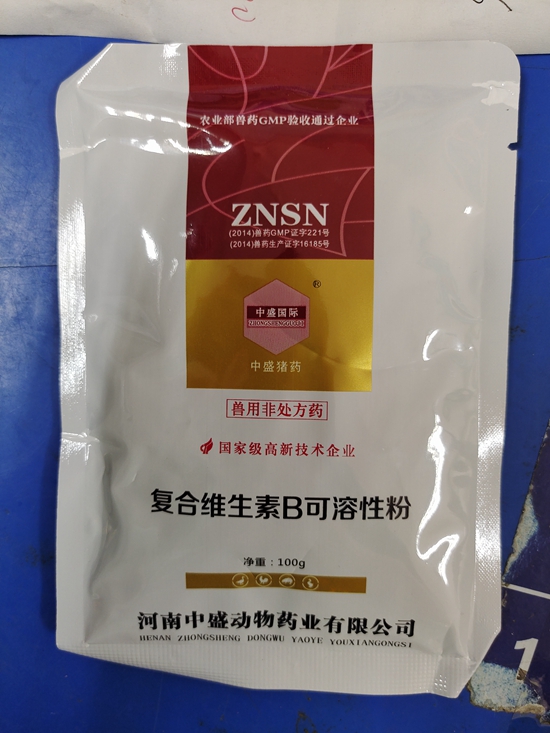 农业部兽药GMP验收通过企业
ZNSN
(2014)兽药GMP证字221号
(2014)兽药生产证字16185号
®
中盛国际
ZHONGSHENGGUOJI
中盛猪药
兽用非处方药
国家级高新技术企业
复合维生素B可溶性粉
净重：100g
河南中盛动物药业有限公司
HENAN ZHONGSHENG DONGWU YAOYE YOUXIANGONGSI
1